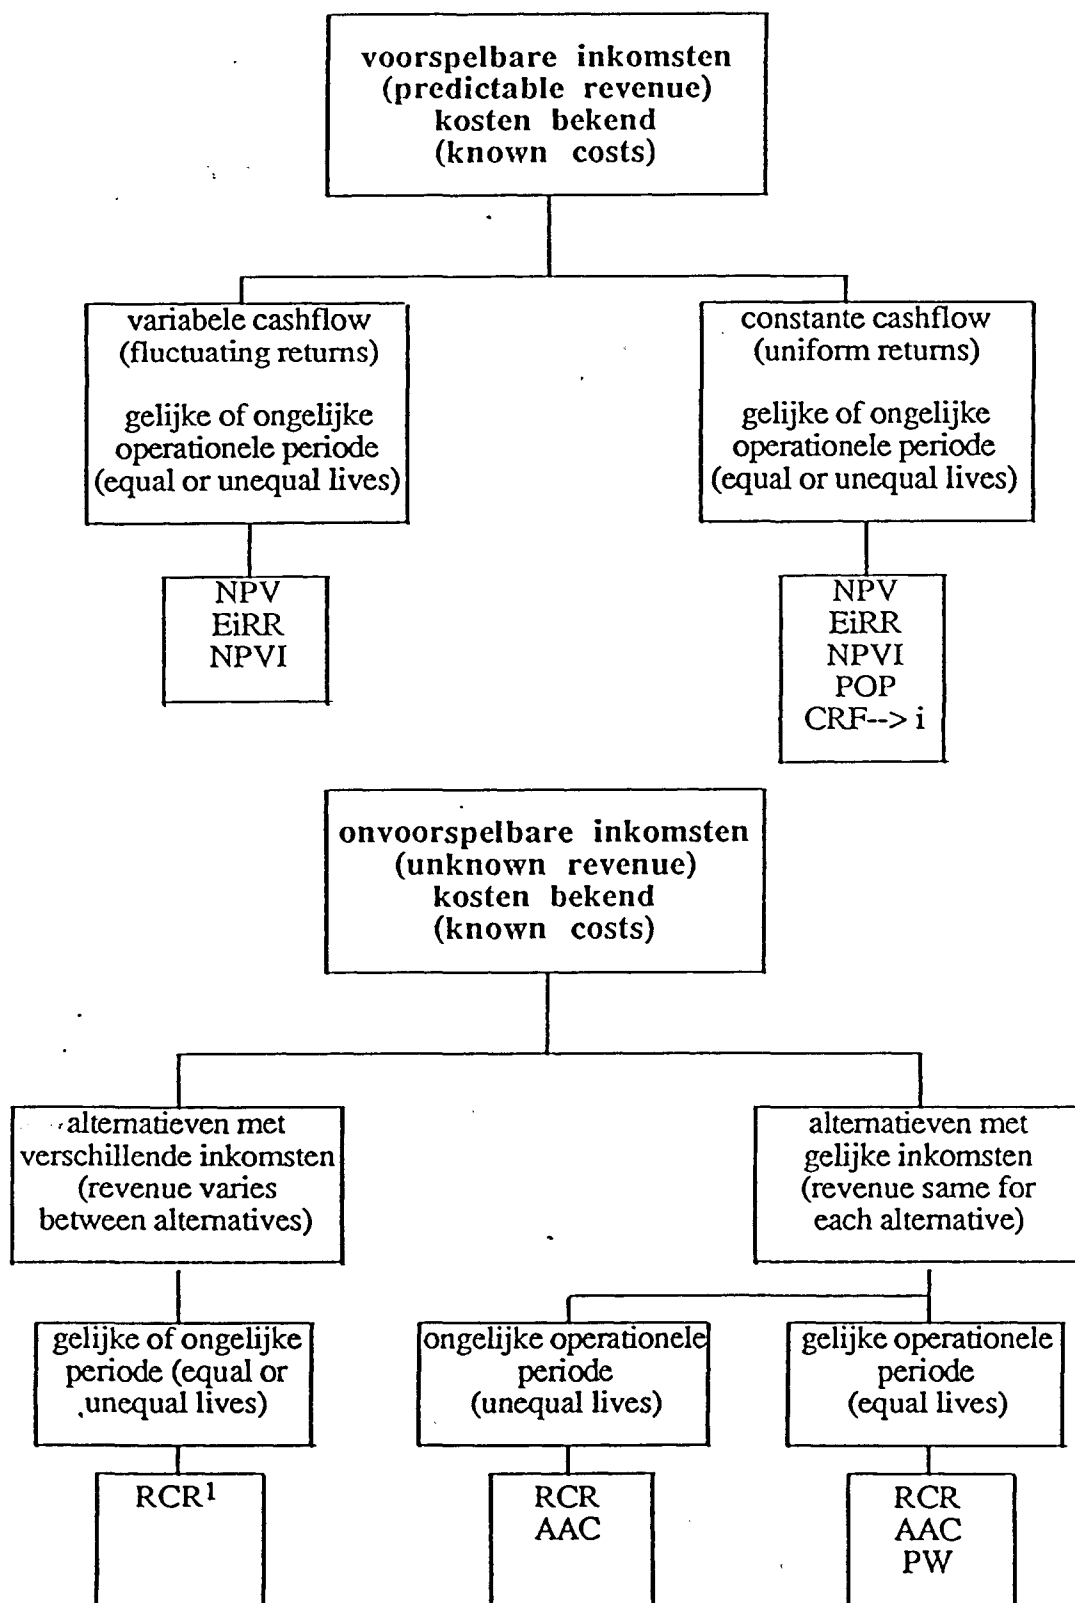 voorspelbare inkomsten
(predictable revenue)
kosten bekend
(known costs)
variabele cashflow
(fluctuating returns)
gelijke of ongelijke
operationele periode
(equal or unequal lives)
constante cashflow
(uniform returns)
gelijke of ongelijke
operationele periode
(equal or unequal lives)
NPV
EiRR
NPVI
NPV
EiRR
NPVI
POP
CRF--> i
onvoorspelbare inkomsten
(unknown revenue)
kosten bekend
(known costs)
alternatieven met
verschillende inkomsten
(revenue varies
between alternatives)
alternatieven met
gelijke inkomsten
(revenue same for
each alternative)
gelijke of ongelijke
periode (equal or
unequal lives)
ongelijke operationele
periode
(unequal lives)
gelijke operationele
periode
(equal lives)
RCR¹
RCR
AAC
RCR
AAC
PW